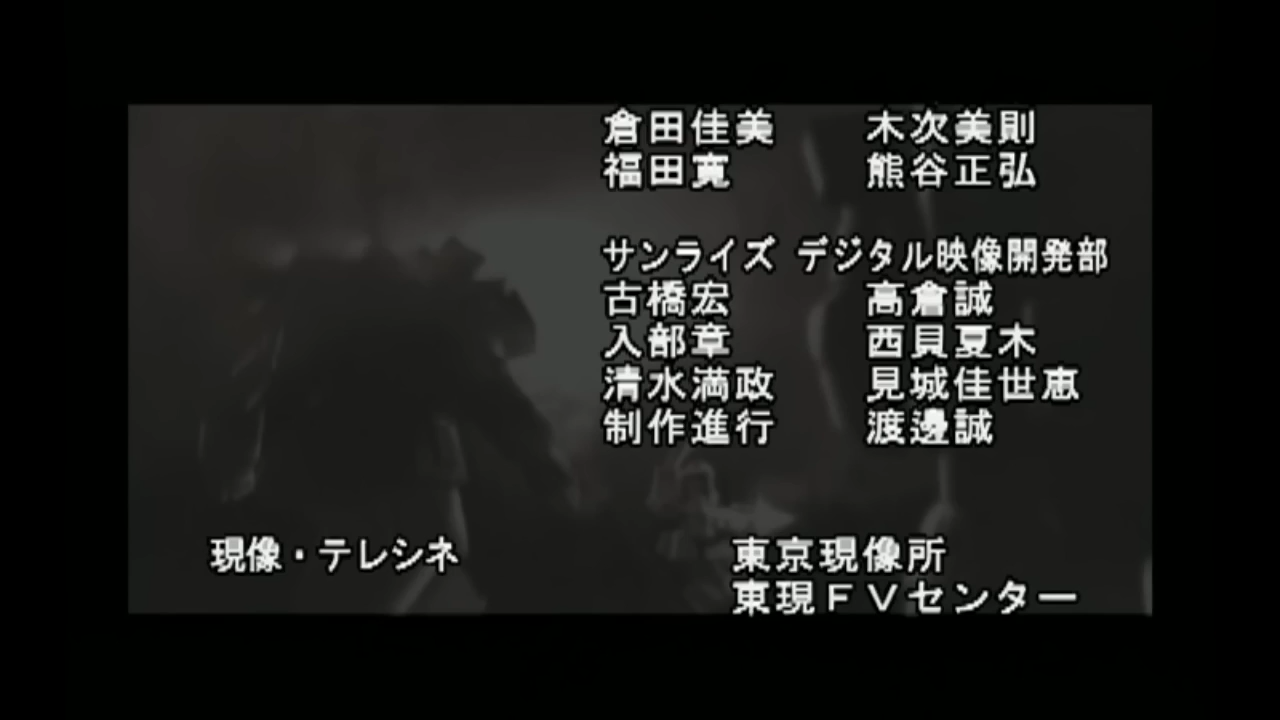 倉田佳美 木次美則
福田寛 熊谷正弘
サンライズ デジタル映像開発部
古橋宏 高倉誠
入部章 西貝夏木
清水満政 見城佳世恵
制作進行 渡邊誠
現像・テレシネ 東京現像所
東現ＦＶセンター